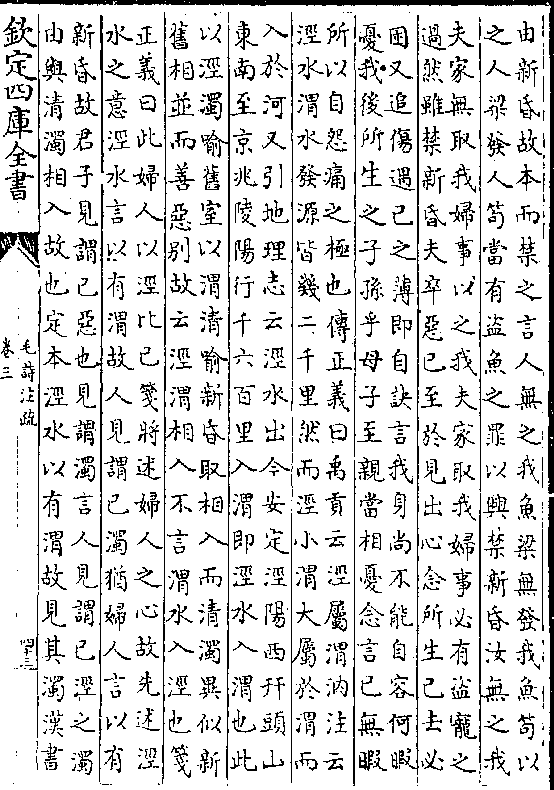 由新昏故本而禁之言人無之我魚梁無發我魚笱以
之人梁發人笱當有盜魚之罪以興禁新昏汝無之我
夫家無取我婦事以之我夫家取我婦事必有盜寵之
過然雖禁新昏夫卒惡己至於見出心念所生己去必
困又追傷遇己之薄即自訣言我身尚不能自容何暇
憂我後所生之子孫乎母子至親當相憂念言己無暇
所以自怨痛之極也傳正義曰禹貢云涇屬渭汭注云
涇水渭水發源皆幾二千里然而涇小渭大屬於渭而
入於河又引地理志云涇水出今安定涇陽西幵頭山
東南至京兆陵陽行千六百里入渭即涇水入渭也此
以涇濁喻舊室以渭清喻新昏取相入而清濁異似新
舊相並而善惡別故云涇渭相入不言渭水入涇也箋
正義曰此婦人以涇比己箋將述婦人之心故先述涇
水之意涇水言以有渭故人見謂己濁猶婦人言以有
新昏故君子見謂己惡也見謂濁言人見謂己涇之濁
由與清濁相入故也定本涇水以有渭故見其濁漢書
欽定四庫全書
毛詩注疏
卷三
四十三